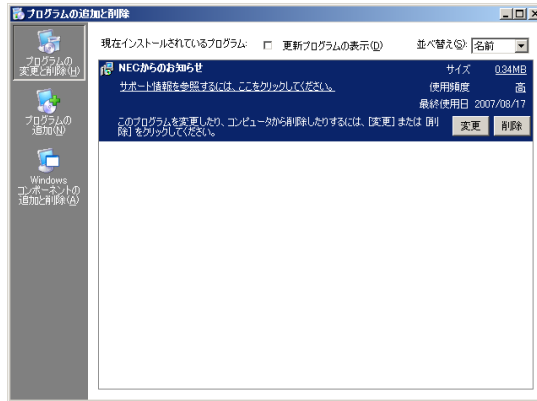 プログラムの追加と削除
プログラムの
変更と削除(H)
プログラムの
追加(N)
Windows
コンポーネントの
追加と削除(A)
現在インストールされているプログラム:
更新プログラムの表示(D)
並べ替え(S): 名前
NECからのお知らせ
サイズ 0.34MB
サポート情報を参照するには、ここをクリックしてください。
使用頻度 高
最終使用日 2007/08/17
このプログラムを変更したり、コンピュータから削除したりするには、[変更] または [削
除] をクリックしてください。
変更 削除